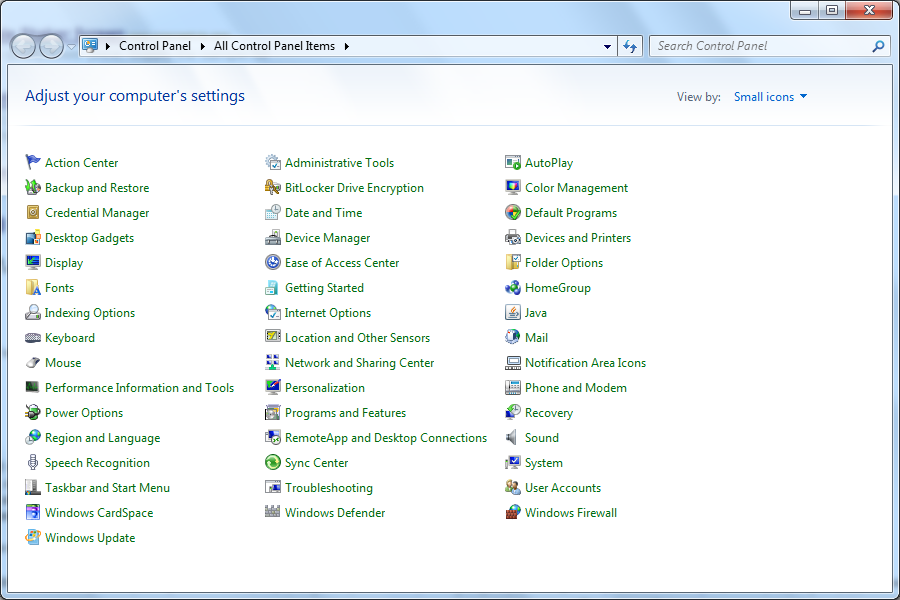 Control Panel All Control Panel Items
Search Control Panel
Adjust your computer's settings
View by: Small icons
Action Center Administrative Tools AutoPlay
Backup and Restore BitLocker Drive Encryption Color Management
Credential Manager Date and Time Default Programs
Desktop Gadgets Device Manager Devices and Printers
Display Ease of Access Center Folder Options
Fonts Getting Started HomeGroup
Indexing Options Internet Options Java
Keyboard Location and Other Sensors Mail
Mouse Network and Sharing Center Notification Area Icons
Performance Information and Tools Personalization Phone and Modem
Power Options Programs and Features Recovery
Region and Language RemoteApp and Desktop Connections Sound
Speech Recognition Sync Center System
Taskbar and Start Menu Troubleshooting User Accounts
Windows CardSpace Windows Defender Windows Firewall
Windows Update